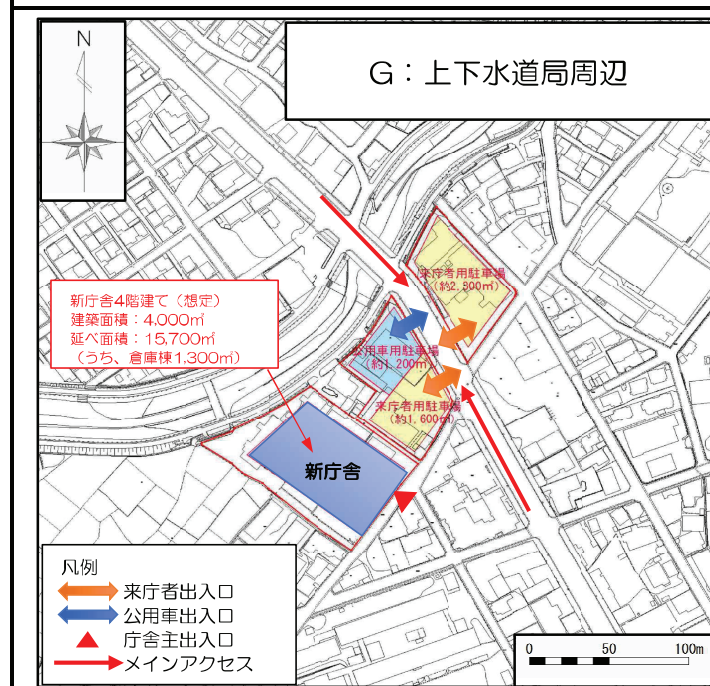 N
G：上下水道局周辺
来庁者用駐車場
（約2,900㎡）
新庁舎4階建て（想定）
建築面積：4,000㎡
延べ面積：15,700㎡
（うち、倉庫棟1,300㎡）
公用車用駐車場
（約1,200㎡）
来庁者用駐車場
（約1,600㎡）
新庁舎
凡例
来庁者出入口
公用車出入口
庁舎主出入口
メインアクセス
0 50 100m